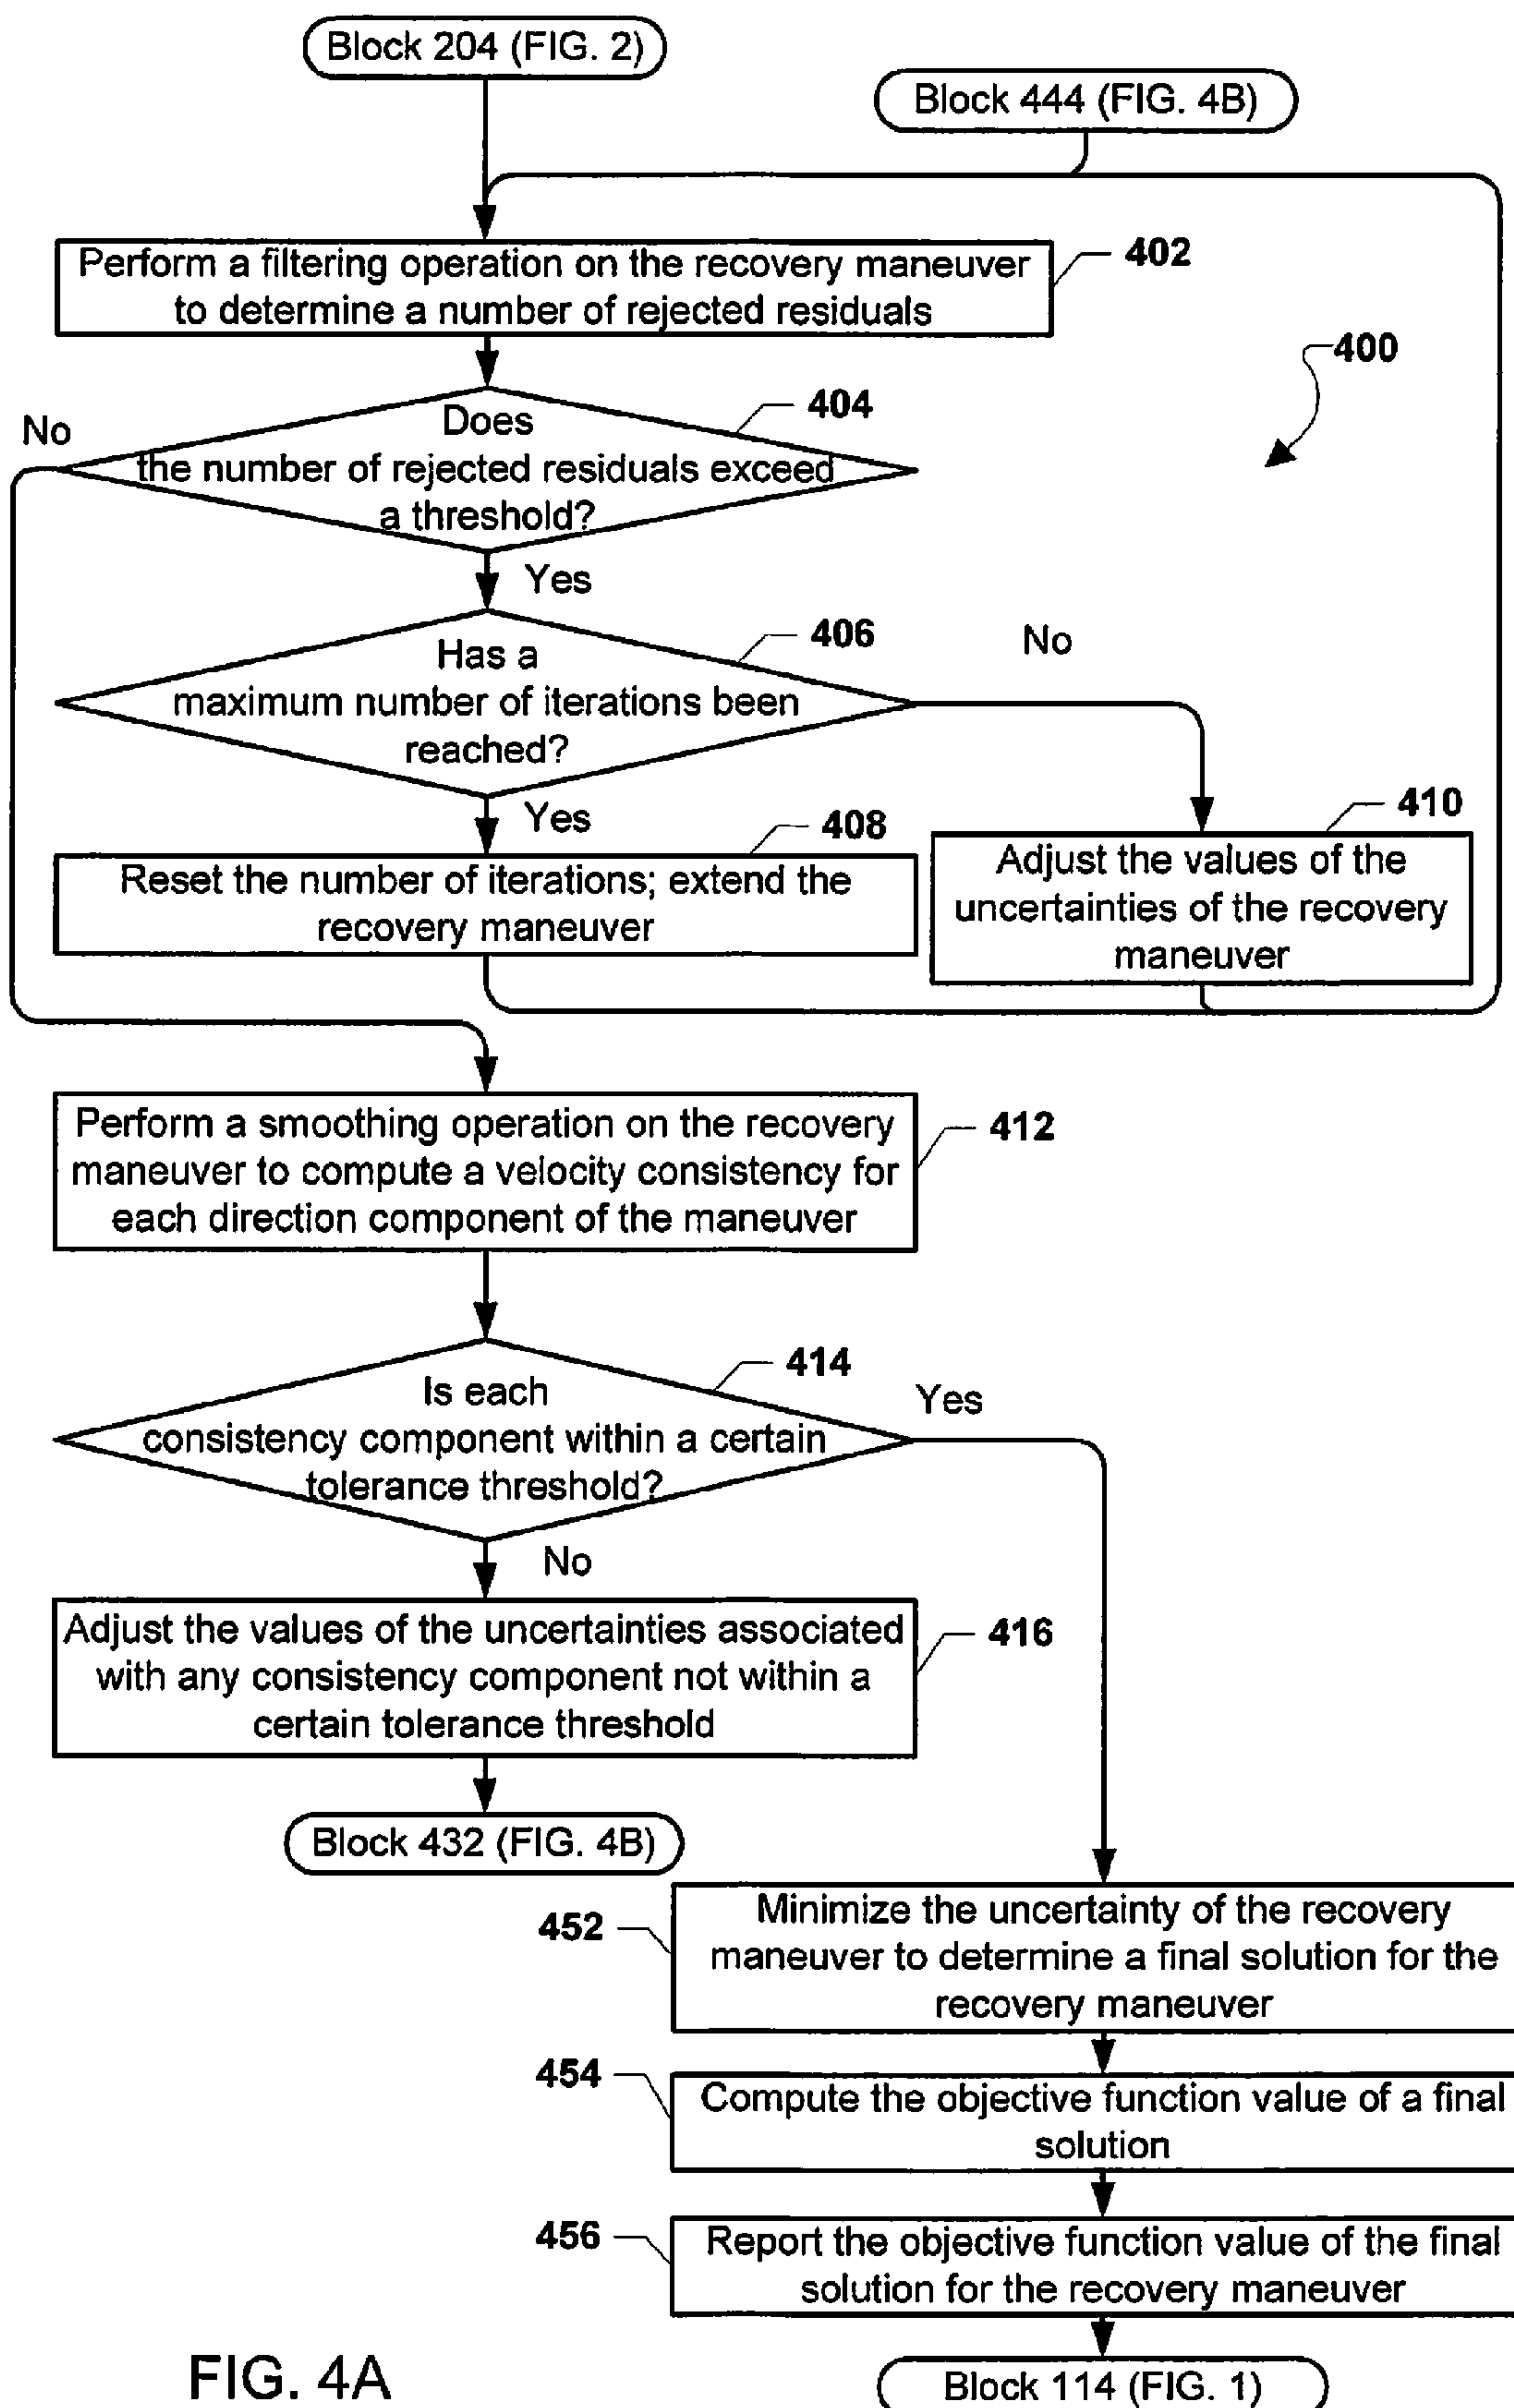 Block 204 (FIG. 2)
Block 444 (FIG. 4B)
Perform a filtering operation on the recovery maneuver
to determine a number of rejected residuals
402
400
404
No
Does
the number of rejected residuals exceed
a threshold?
Yes
406
No
Has a
maximum number of iterations been
reached?
Yes
408
410
Reset the number of iterations; extend the
recovery maneuver
Adjust the values of the
uncertainties of the recovery
maneuver
Perform a smoothing operation on the recovery
maneuver to compute a velocity consistency for
each direction component of the maneuver
412
414
Is each
consistency component within a certain
tolerance threshold?
Yes
No
Adjust the values of the uncertainties associated
with any consistency component not within a
certain tolerance threshold
416
Block 432 (FIG. 4B)
452
Minimize the uncertainty of the recovery
maneuver to determine a final solution for the
recovery maneuver
454
Compute the objective function value of a final
solution
456
Report the objective function value of the final
solution for the recovery maneuver
FIG. 4A
Block 114 (FIG. 1)